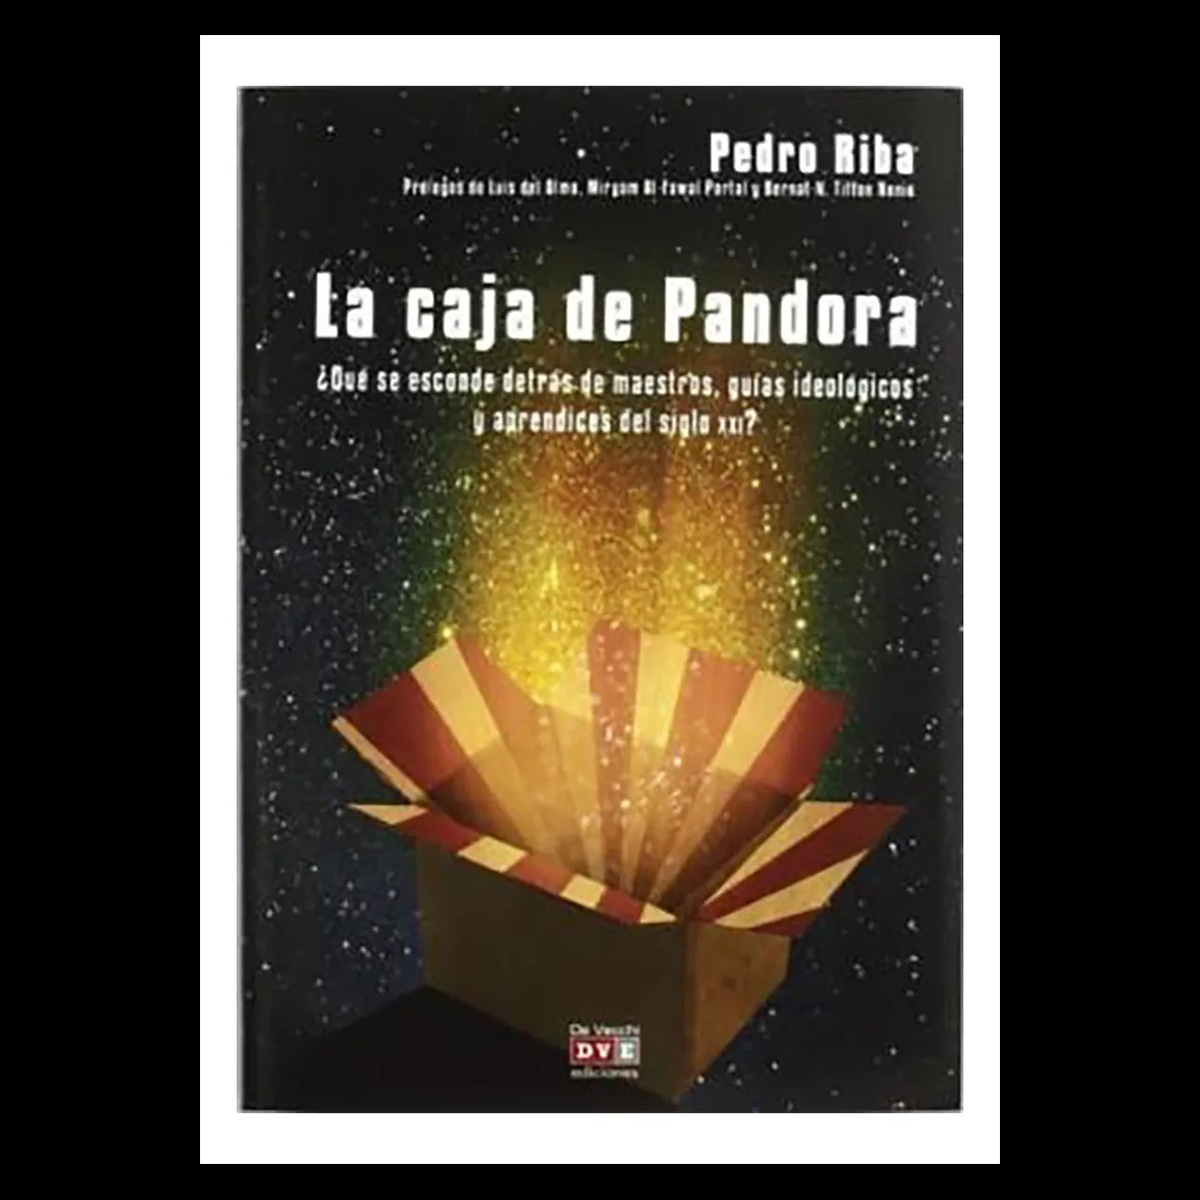 Pedro Riba
Prólogos de Luis del Olmo, Miryam Al-Fawal Portal y Bernat-N. Tiffon Nonis
La caja de Pandora
¿Qué se esconde detrás de maestros, guías ideológicos
y aprendices del siglo XXI?
De Vecchi
DVE
ediciones